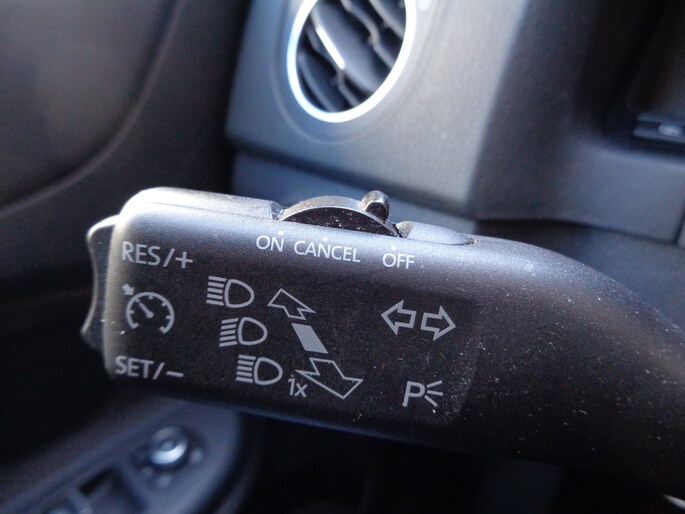 ON CANCEL OFF
RES/+
SET/-
1x
P